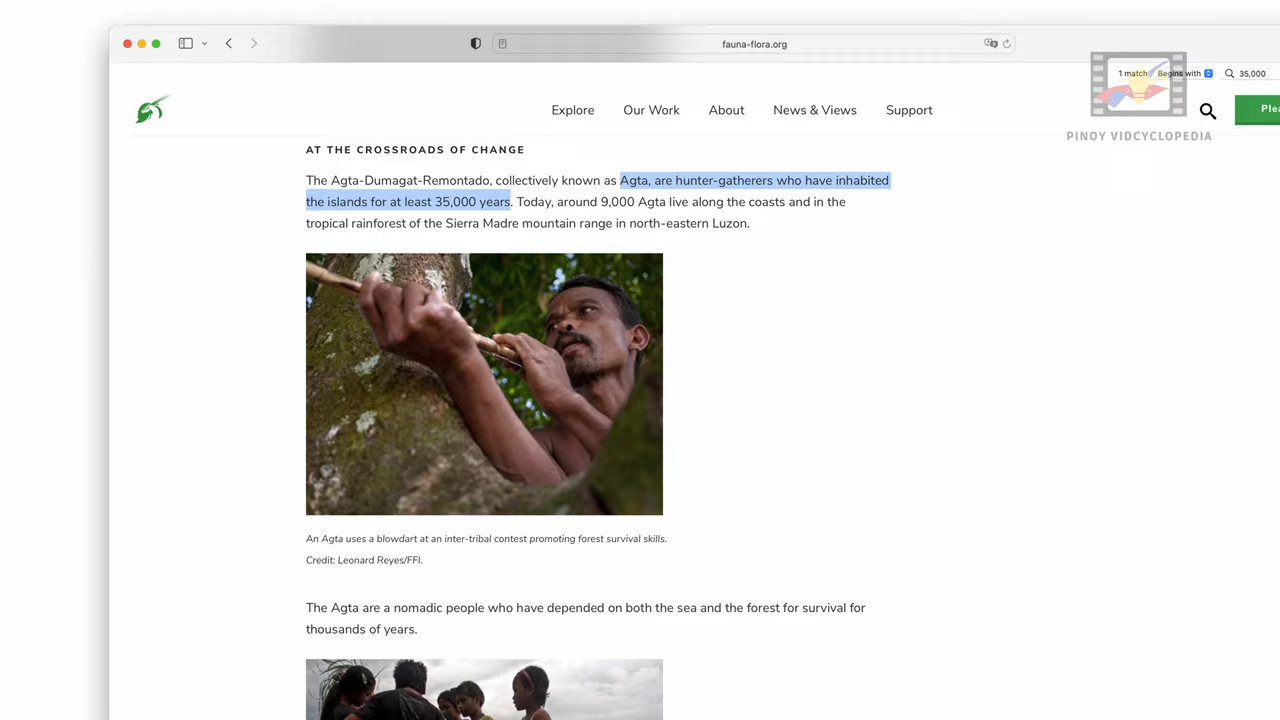 fauna-flora.org
1 match
Begins with
35,000
Explore
Our Work
About
News & Views
Support
Plea
PINOY VIDCYCLOPEDIA
AT THE CROSSROADS OF CHANGE
The Agta-Dumagat-Remontado, collectively known as Agta, are hunter-gatherers who have inhabited
the islands for at least 35,000 years. Today, around 9,000 Agta live along the coasts and in the
tropical rainforest of the Sierra Madre mountain range in north-eastern Luzon.
An Agta uses a blowdart at an inter-tribal contest promoting forest survival skills.
Credit: Leonard Reyes/FFI.
The Agta are a nomadic people who have depended on both the sea and the forest for survival for
thousands of years.